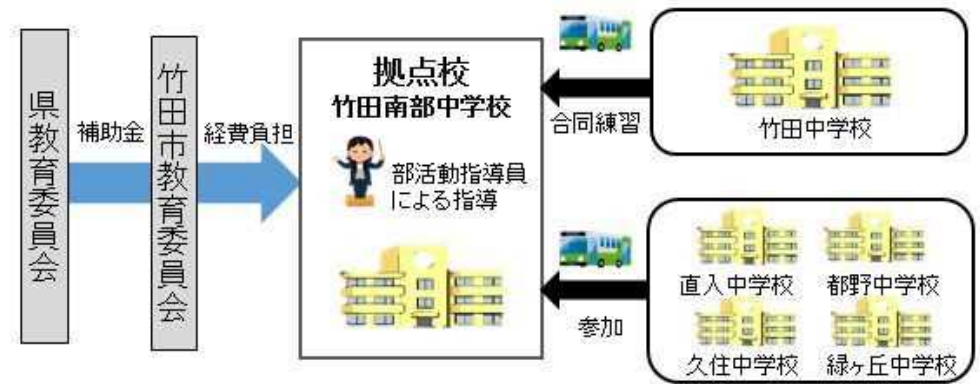 県教育委員会
補助金
竹田市教育委員会
経費負担
拠点校
竹田南部中学校
部活動指導員
による指導
合同練習
竹田中学校
参加
直入中学校
都野中学校
久住中学校
緑ヶ丘中学校